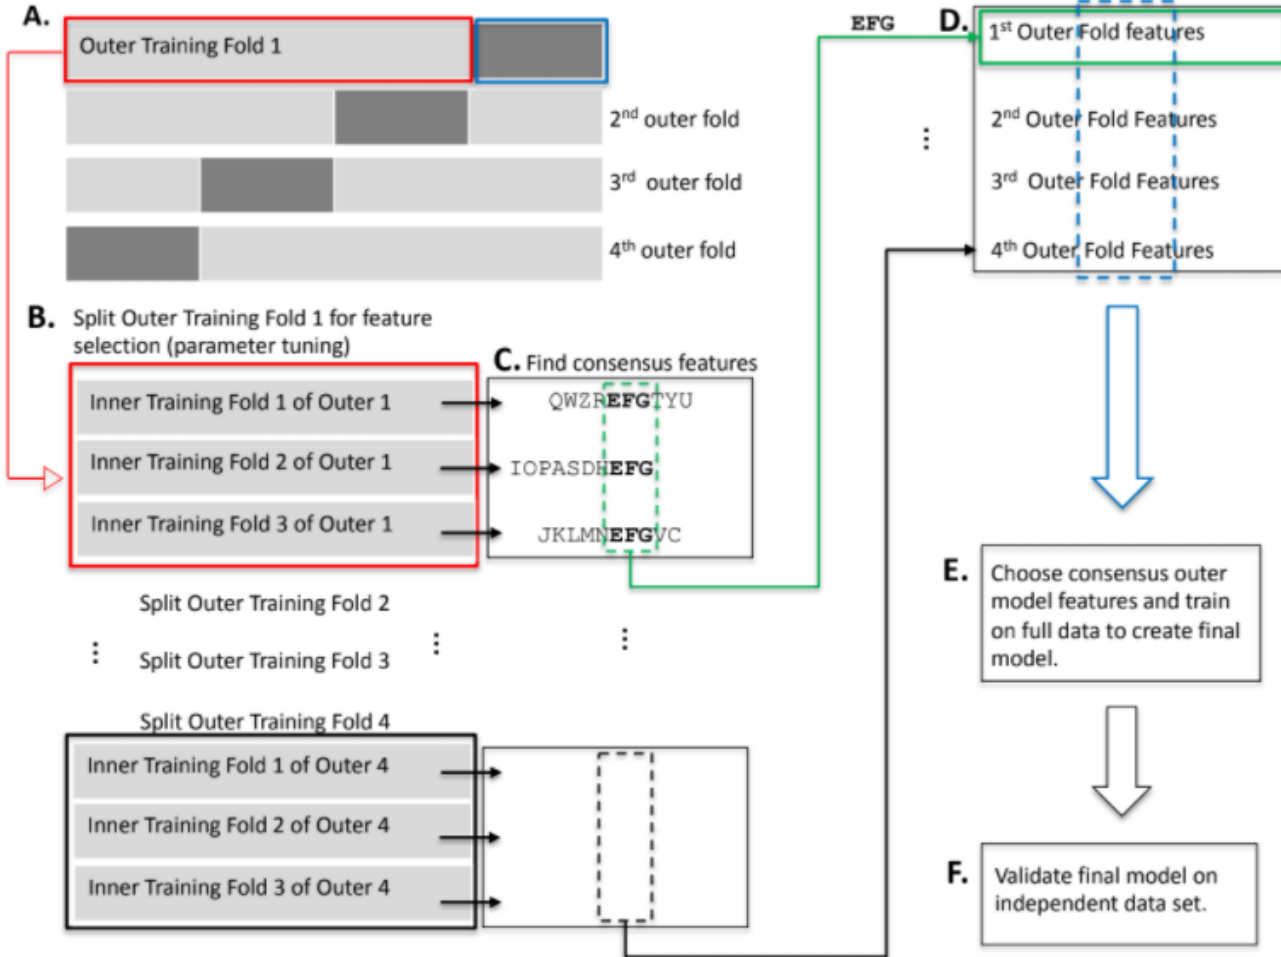 A.
Outer Training Fold 1
2nd outer fold
3rd outer fold
4th outer fold
B. Split Outer Training Fold 1 for feature
selection (parameter tuning)
Inner Training Fold 1 of Outer 1
Inner Training Fold 2 of Outer 1
Inner Training Fold 3 of Outer 1
C. Find consensus features
QWZREFGTYU
IOPASDHEFG
JKLMNEFGVC
Split Outer Training Fold 2
⋮ ⋮ ⋮
Split Outer Training Fold 3
Split Outer Training Fold 4
Inner Training Fold 1 of Outer 4
Inner Training Fold 2 of Outer 4
Inner Training Fold 3 of Outer 4
EFG
D.
1st Outer Fold features
2nd Outer Fold Features
⋮
3rd Outer Fold Features
4th Outer Fold Features
E. Choose consensus outer
model features and train
on full data to create final
model.
F. Validate final model on
independent data set.